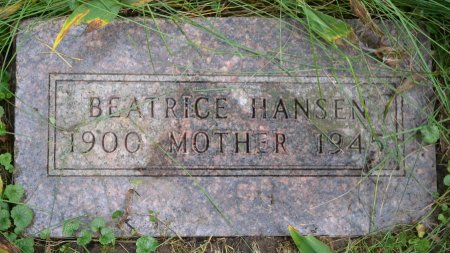 BEATRICE HANSEN
1900 MOTHER 1945